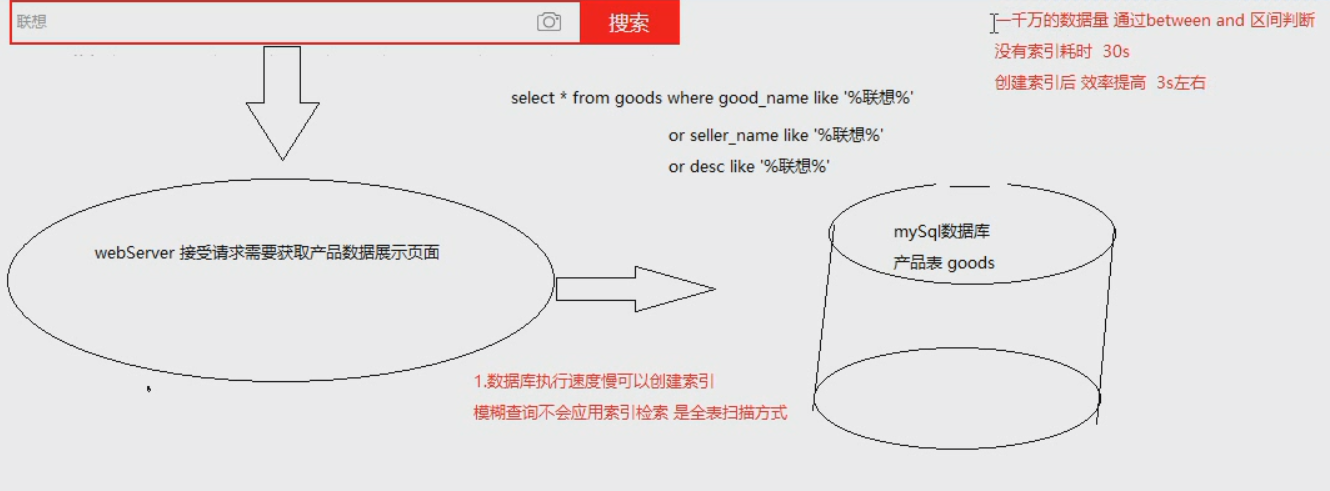 联想
搜索
一千万的数据量 通过between and 区间判断
没有索引耗时 30s
创建索引后 效率提高 3s左右
select * from goods where good_name like '%联想%'
or seller_name like '%联想%'
or desc like '%联想%'
webServer 接受请求需要获取产品数据展示页面
mySql数据库
产品表 goods
1.数据库执行速度慢可以创建索引
模糊查询不会应用索引检索 是全表扫描方式